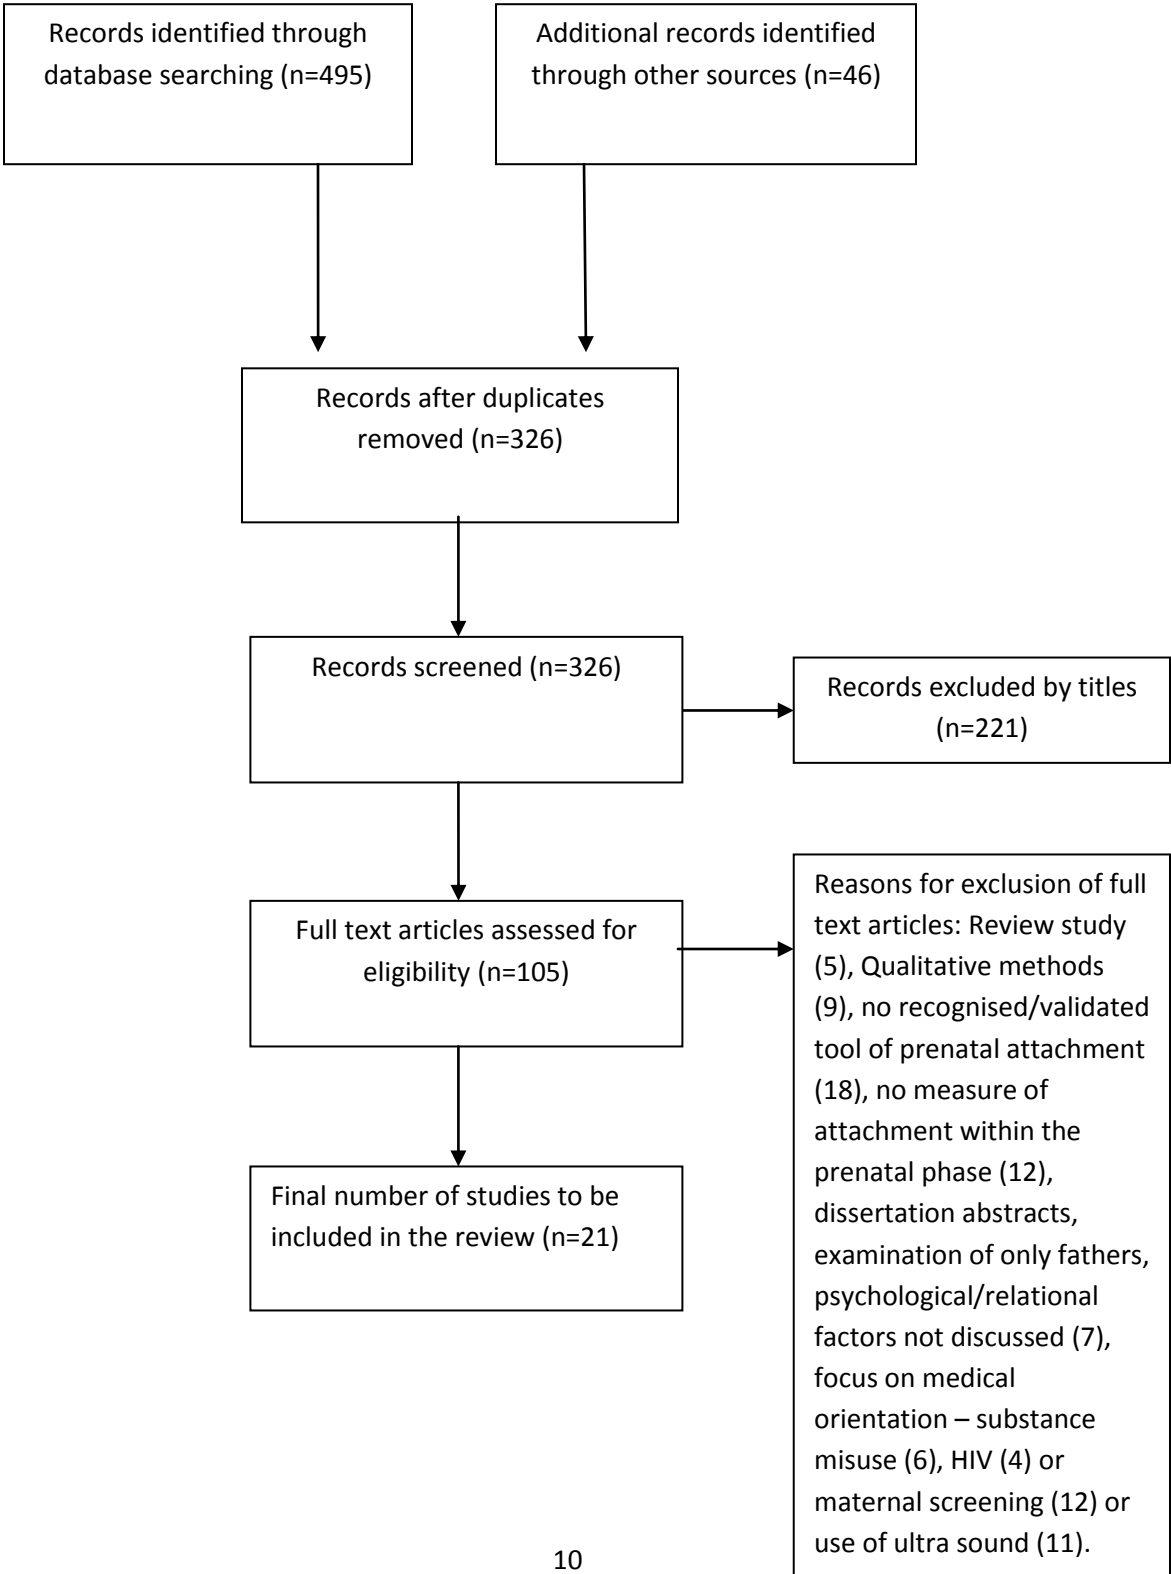 Records identified through
database searching (n=495)
Additional records identified
through other sources (n=46)
Records after duplicates
removed (n=326)
Records screened (n=326)
Records excluded by titles
(n=221)
Full text articles assessed for
eligibility (n=105)
Reasons for exclusion of full
text articles: Review study
(5), Qualitative methods
(9), no recognised/validated
tool of prenatal attachment
(18), no measure of
attachment within the
prenatal phase (12),
dissertation abstracts,
examination of only fathers,
psychological/relational
factors not discussed (7),
focus on medical
orientation – substance
misuse (6), HIV (4) or
maternal screening (12) or
use of ultra sound (11).
Final number of studies to be
included in the review (n=21)
10